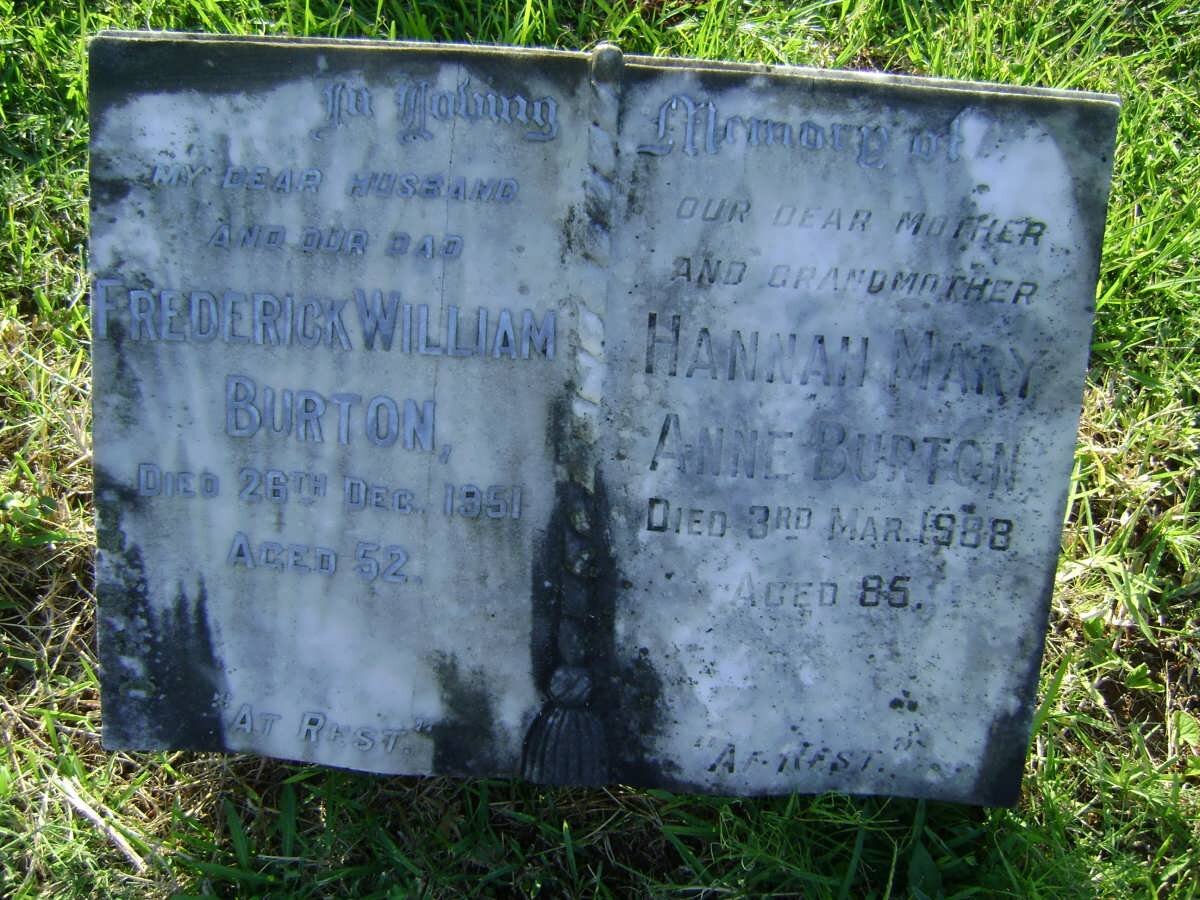 In Loving Memory of
MY DEAR HUSBAND
AND OUR DAD
FREDERICK WILLIAM
BURTON,
DIED 26TH DEC. 1951
AGED 52.
"AT REST."
OUR DEAR MOTHER
AND GRANDMOTHER
HANNAH MARY
ANNE BURTON
DIED 3RD MAR. 1988
AGED 85.
"AT REST."